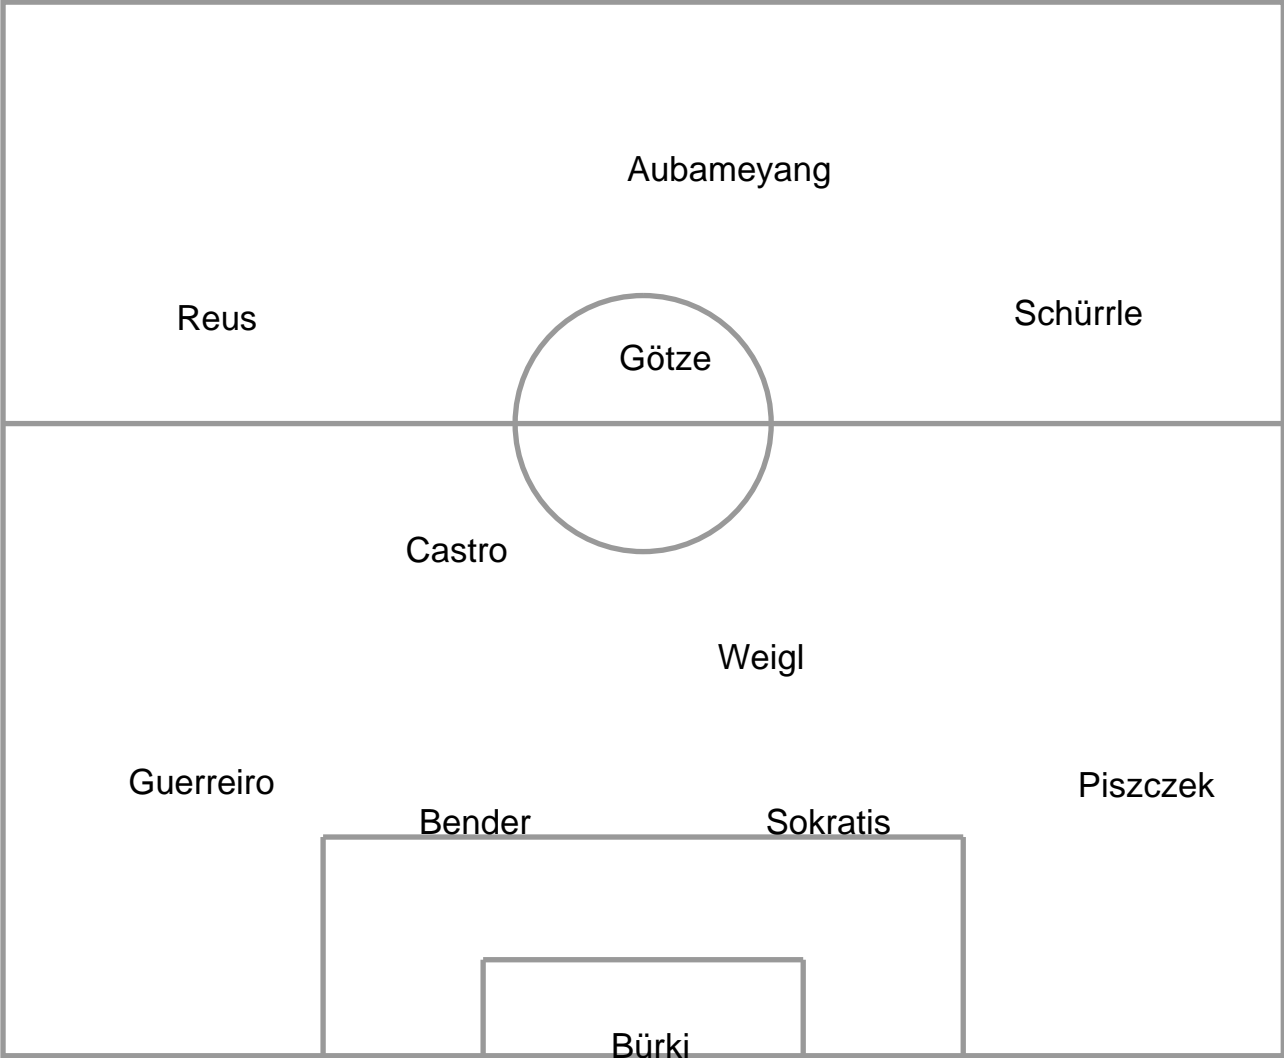 Aubameyang
Reus
Schürrle
Götze
Castro
Weigl
Guerreiro
Piszczek
Bender
Sokratis
Bürki